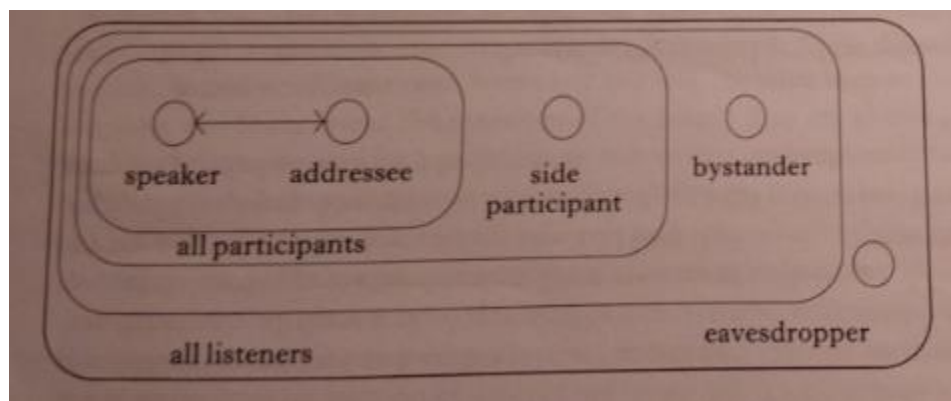 speaker
addressee
side
participant
bystander
all participants
eavesdropper
all listeners